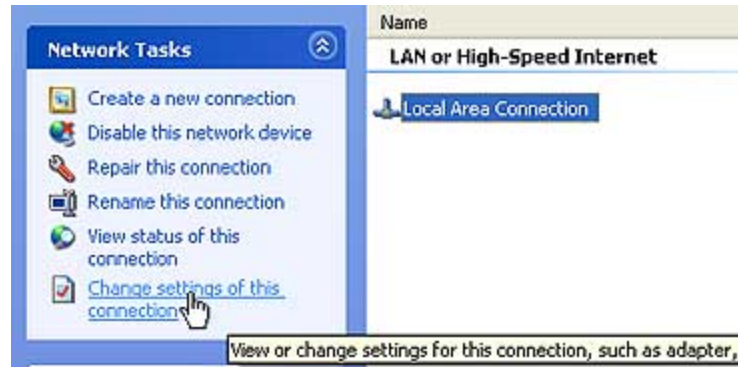 Network Tasks
Create a new connection
Disable this network device
Repair this connection
Rename this connection
View status of this
connection
Change settings of this
connection
Name
LAN or High-Speed Internet
Local Area Connection
View or change settings for this connection, such as adapter,